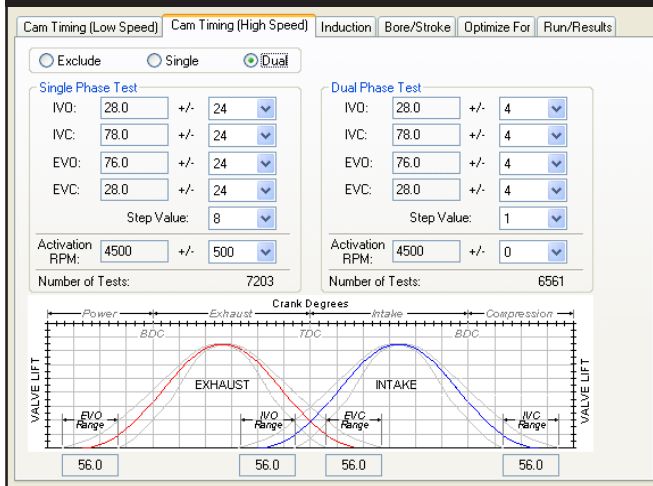 Cam Timing (Low Speed) Cam Timing (High Speed) Induction Bore/Stroke Optimize For Run/Results
Exclude Single Dual
Single Phase Test
IVO: 28.0 +/- 24
IVC: 78.0 +/- 24
EVO: 76.0 +/- 24
EVC: 28.0 +/- 24
Step Value: 8
Activation RPM: 4500 +/- 500
Number of Tests: 7203
Dual Phase Test
IVO: 28.0 +/- 4
IVC: 78.0 +/- 4
EVO: 76.0 +/- 4
EVC: 28.0 +/- 4
Step Value: 1
Activation RPM: 4500 +/- 0
Number of Tests: 6561
Crank Degrees
Power Exhaust Intake Compression
BDC TDC BDC
VALVE LIFT
EXHAUST INTAKE
VALVE LIFT
EVO Range IVO Range EVC Range IVC Range
56.0 56.0 56.0 56.0